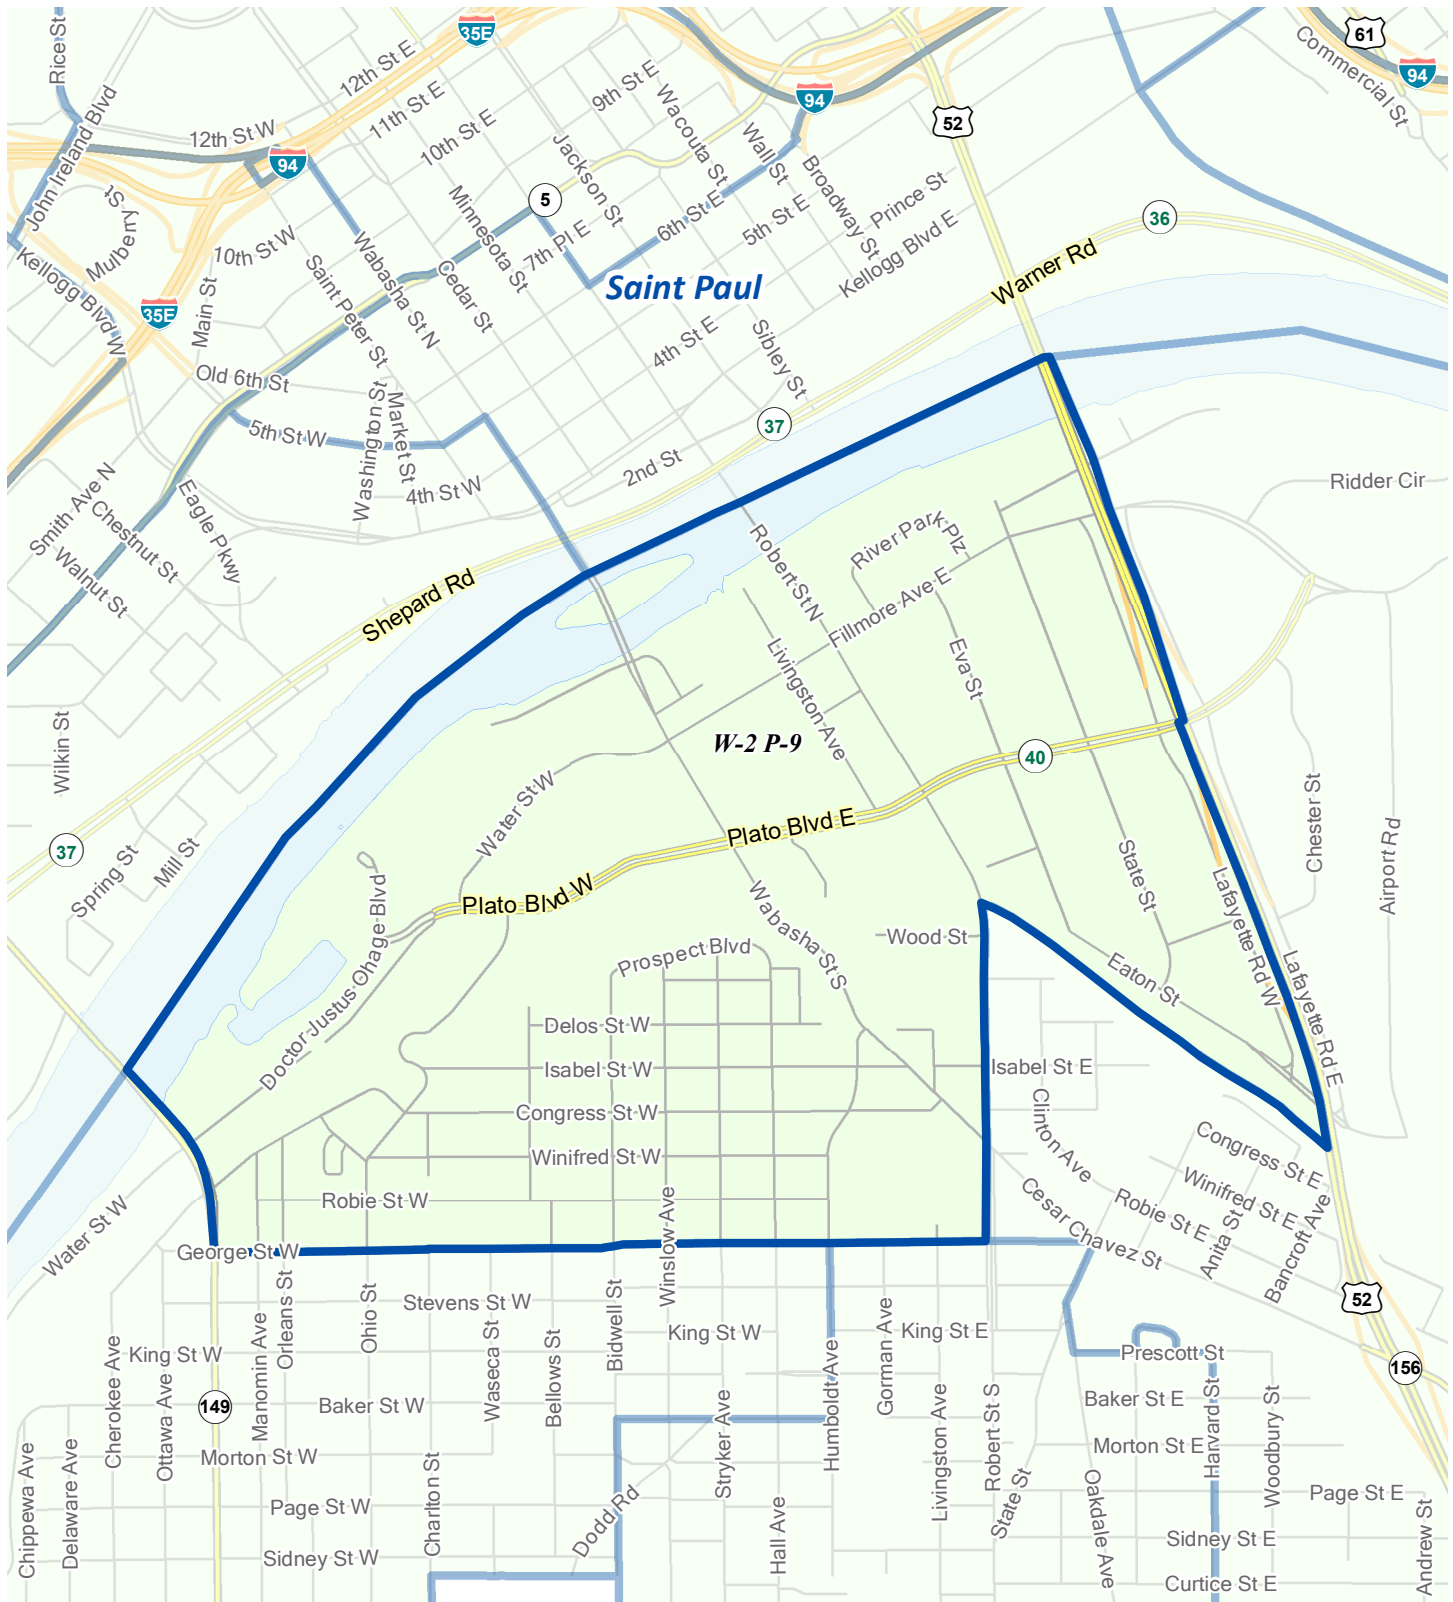 Rice St
35E
61
94
Commercial St
12th St E
11th St E
9th St E
Wacouta St
94
52
12th St W
94
10th St E
Jackson St
Wall St
John Ireland Blvd
Mulberry St
5
Broadway St
Prince St
36
Minnesota St
6th St E
5th St E
Kellogg Blvd E
10th St W
7th Pl E
Kellogg Blvd W
Wabasha St N
Cedar St
Saint Paul
Warner Rd
35E
Main St
Saint Peter St
4th St E
Sibley St
Old 6th St
Washington St
Market St
37
5th St W
2nd St
4th St W
Ridder Cir
Smith Ave N
Chestnut St
Eagle Pkwy
Walnut St
River Park Plz
Robert St N
Shepard Rd
Fillmore Ave E
Livingston Ave
Eva St
Wilkin St
W-2 P-9
40
Chester St
Water St W
Plato Blvd E
37
Airport Rd
Spring St
Mill St
State St
Plato Blvd W
Doctor Justus Ohage Blvd
Wabasha St S
Lafayette Rd W
Wood St
Prospect Blvd
Eaton St
Lafayette Rd E
Delos St W
Isabel St W
Isabel St E
Congress St W
Clinton Ave
Congress St E
Winifred St W
Winifred St E
Robie St W
Winslow Ave
Cesar Chavez St
Robie St E
Anita St
Bancroft Ave
Water St W
George St W
52
Stevens St W
King St W
King St E
Cherokee Ave
Ottawa Ave
King St W
Manomin Ave
Orleans St
Ohio St
Waseca St
Bellows St
Bidwell St
Humboldt Ave
Gorman Ave
Prescott St
156
149
Baker St W
Baker St E
Harvard St
Woodbury St
Chippewa Ave
Delaware Ave
Morton St W
Charlton St
Stryker Ave
Livingston Ave
Robert St S
Morton St E
Page St W
Dodd Rd
Hall Ave
State St
Oakdale Ave
Page St E
Andrew St
Sidney St W
Sidney St E
Curtice St E
10th St E